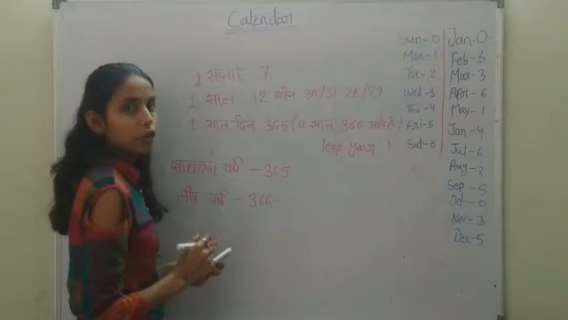 Calendar
1 सप्ताह 7
1 साल 12 महीने 30/31 28/29
1 साल दिन 365 (4 साल 366
leap year)
साधारण वर्ष - 365
लीप वर्ष - 366
Sun-0
Mon-1
Tue-2
Wed-3
Thu-4
Fri-5
Sat-6
Jan-0
Feb-3
Mar-3
Apr-6
May-1
Jan-4
Jul-6
Aug-2
Sep-5
Oct-0
Nov-3
Dec-5